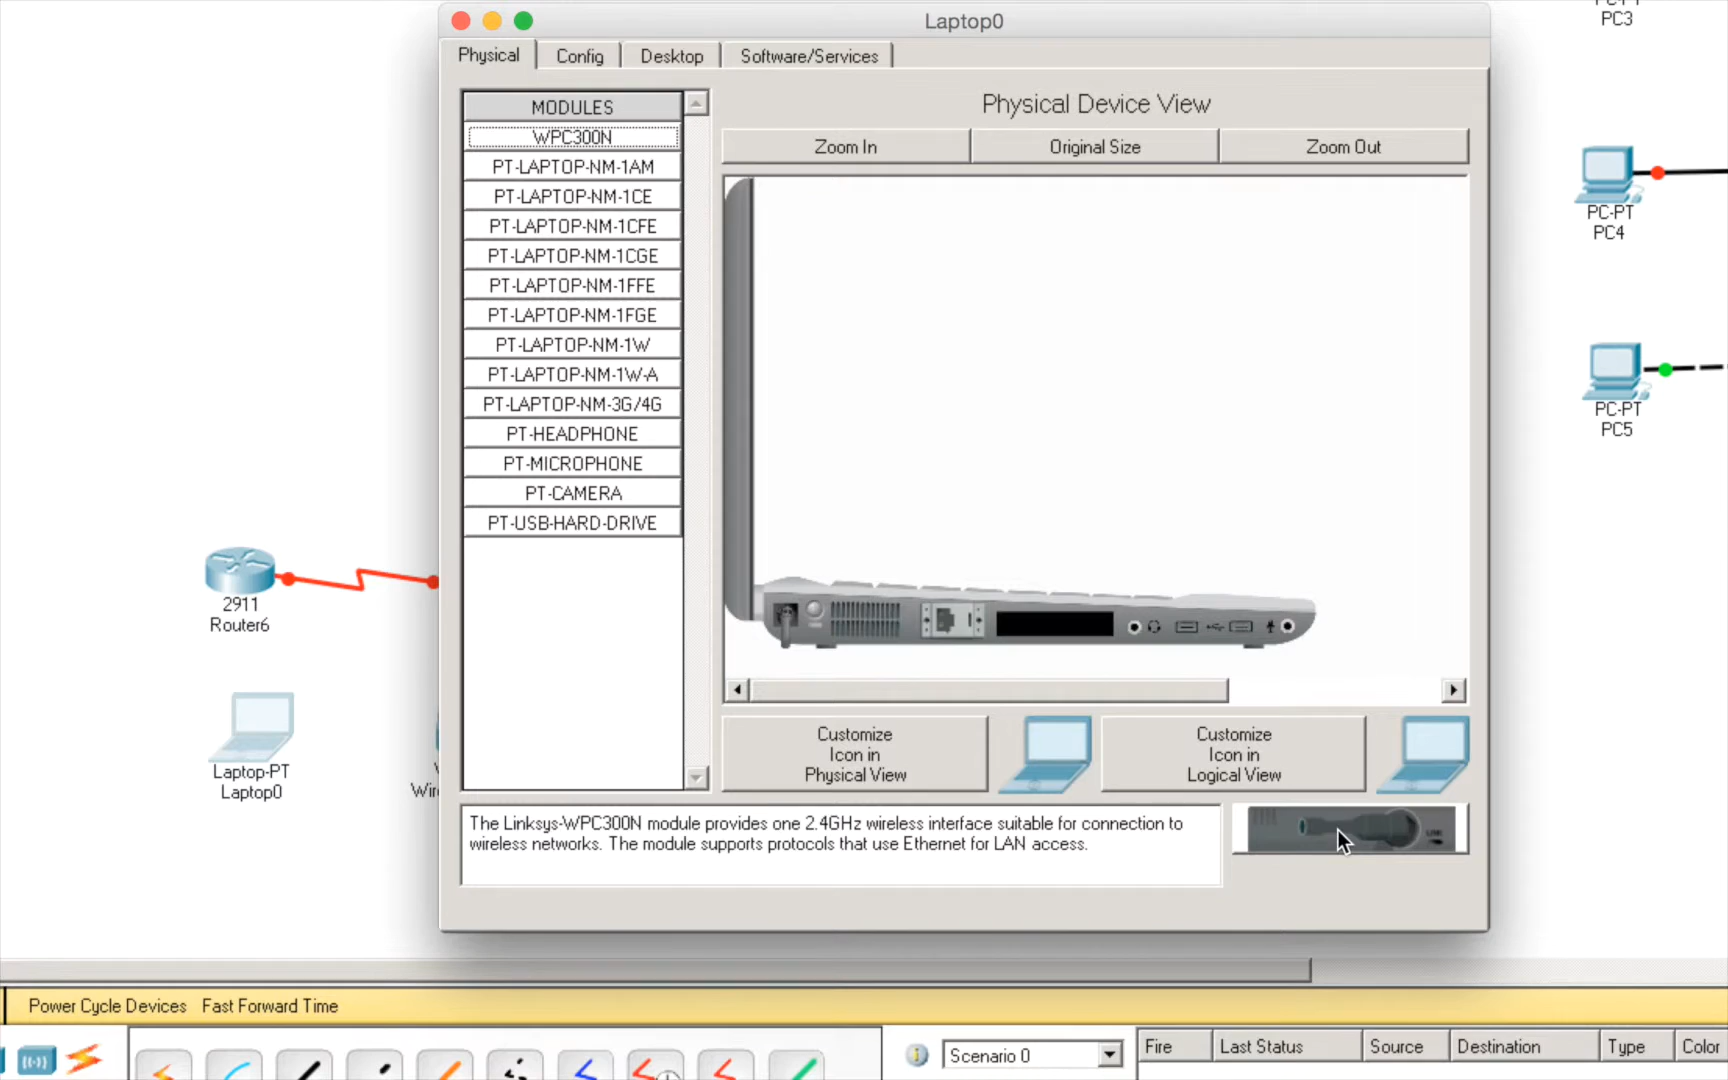 Laptop0
Physical
Config
Desktop
Software/Services
MODULES
WPC300N
PT-LAPTOP-NM-1AM
PT-LAPTOP-NM-1CE
PT-LAPTOP-NM-1CFE
PT-LAPTOP-NM-1CGE
PT-LAPTOP-NM-1FFE
PT-LAPTOP-NM-1FGE
PT-LAPTOP-NM-1W
PT-LAPTOP-NM-1W-A
PT-LAPTOP-NM-3G/4G
PT-HEADPHONE
PT-MICROPHONE
PT-CAMERA
PT-USB-HARD-DRIVE
Physical Device View
Zoom In
Original Size
Zoom Out
Customize
Icon in
Physical View
Customize
Icon in
Logical View
The Linksys-WPC300N module provides one 2.4GHz wireless interface suitable for connection to
wireless networks. The module supports protocols that use Ethernet for LAN access.
PC3
PC-PT
PC4
PC-PT
PC5
2911
Router6
Laptop-PT
Laptop0
Power Cycle Devices
Fast Forward Time
Scenario 0
Fire
Last Status
Source
Destination
Type
Color